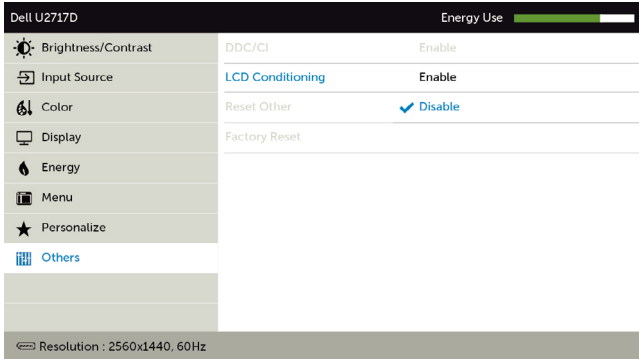 Dell U2717D Energy Use
Brightness/Contrast DDC/CI Enable
Input Source LCD Conditioning Enable
Color Reset Other Disable
Display Factory Reset
Energy
Menu
Personalize
Others
Resolution : 2560x1440, 60Hz